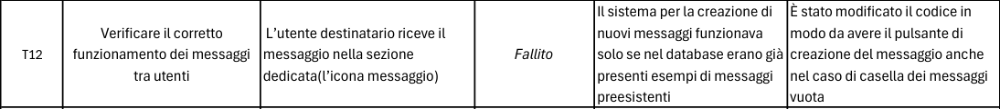 T12
Verificare il corretto
funzionamento dei messaggi
tra utenti
L'utente destinatario riceve il
messaggio nella sezione
dedicata(l'icona messaggio)
Fallito
Il sistema per la creazione di
nuovi messaggi funzionava
solo se nel database erano già
presenti esempi di messaggi
preesistenti
È stato modificato il codice in
modo da avere il pulsante di
creazione del messaggio anche
nel caso di casella dei messaggi
vuota